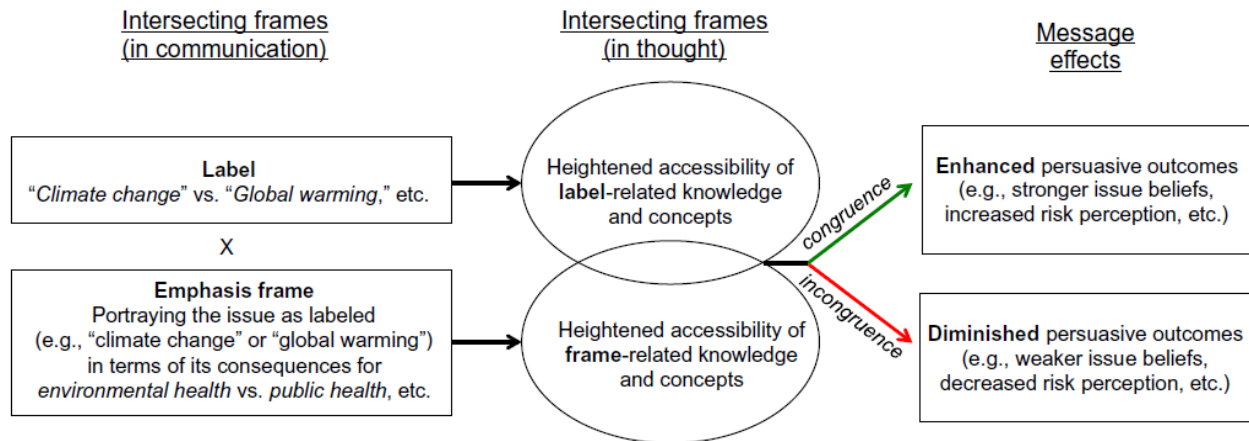 Intersecting frames
(in communication)
Intersecting frames
(in thought)
Message
effects
Label
“Climate change” vs. “Global warming,” etc.
X
Emphasis frame
Portraying the issue as labeled
(e.g., “climate change” or “global warming”)
in terms of its consequences for
environmental health vs. public health, etc.
Heightened accessibility of
label-related knowledge
and concepts
Heightened accessibility of
frame-related knowledge
and concepts
congruence
incongruence
Enhanced persuasive outcomes
(e.g., stronger issue beliefs,
increased risk perception, etc.)
Diminished persuasive outcomes
(e.g., weaker issue beliefs,
decreased risk perception, etc.)